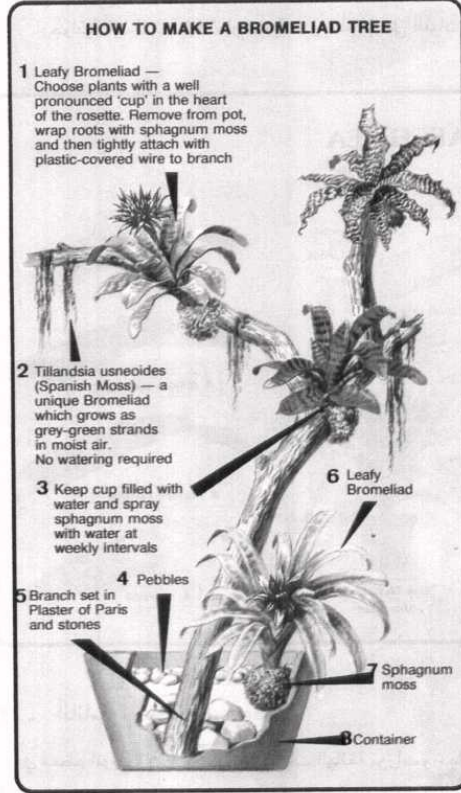 HOW TO MAKE A BROMELIAD TREE
1 Leafy Bromeliad —
Choose plants with a well
pronounced 'cup' in the heart
of the rosette. Remove from pot,
wrap roots with sphagnum moss
and then tightly attach with
plastic-covered wire to branch
2 Tillandsia usneoides
(Spanish Moss) — a
unique Bromeliad
which grows as
grey-green strands
in moist air.
No watering required
3 Keep cup filled with
water and spray
sphagnum moss
with water at
weekly intervals
6 Leafy
Bromeliad
4 Pebbles
5 Branch set in
Plaster of Paris
and stones
7 Sphagnum
moss
8 Container